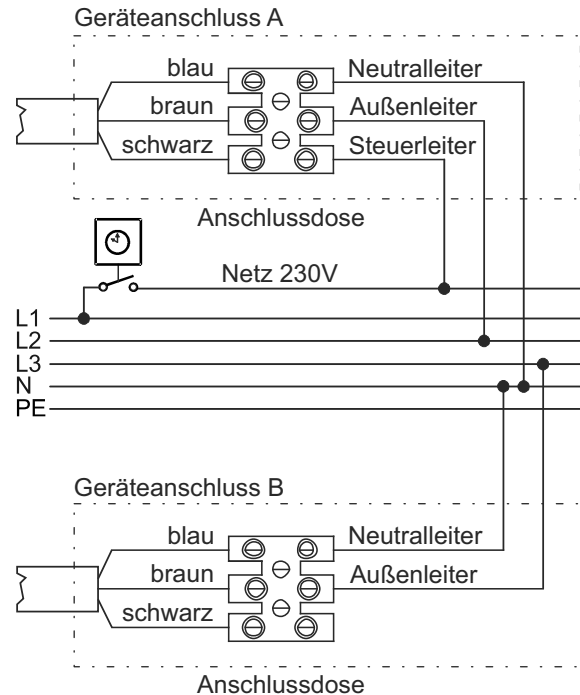 Geräteanschluss A
blau Neutralleiter
braun Außenleiter
schwarz Steuerleiter
Anschlussdose
Netz 230V
L1
L2
L3
N
PE
Geräteanschluss B
blau Neutralleiter
braun Außenleiter
schwarz
Anschlussdose